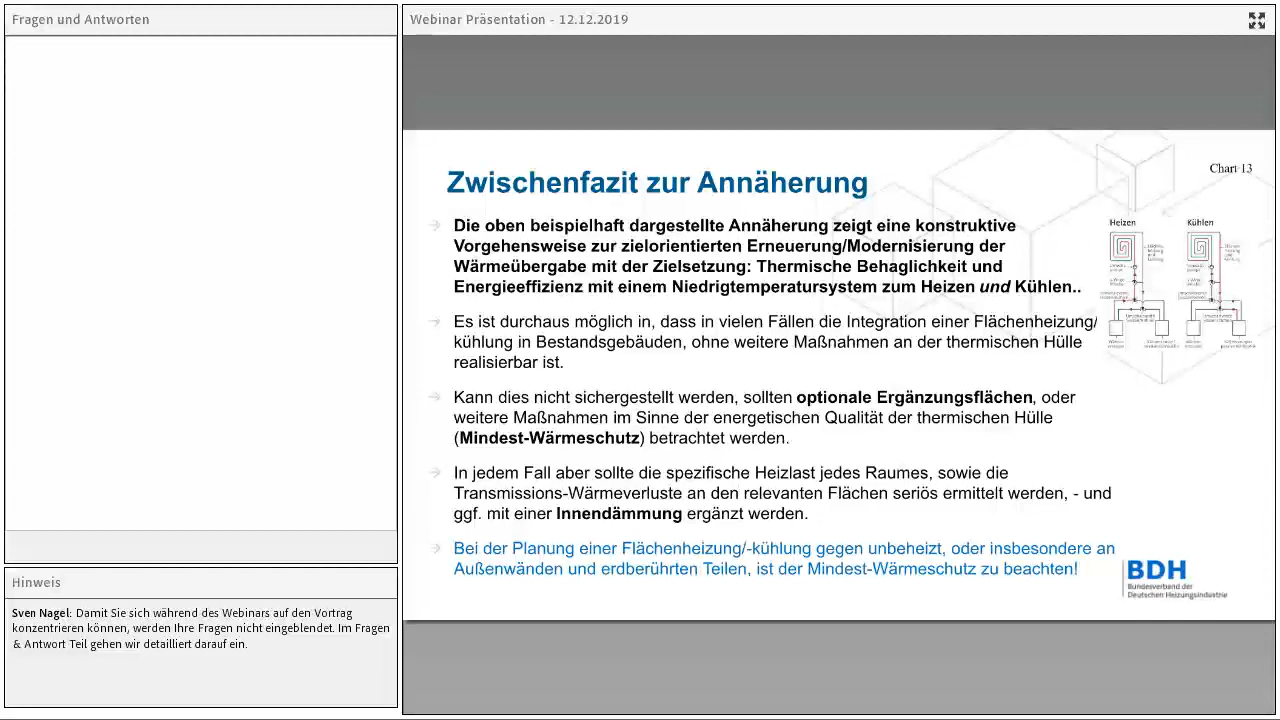 Fragen und Antworten
Hinweis
Sven Nagel: Damit Sie sich während des Webinars auf den Vortrag
konzentrieren können, werden Ihre Fragen nicht eingeblendet. Im Fragen
& Antwort Teil gehen wir detailliert darauf ein.
Webinar Präsentation - 12.12.2019
Chart 13
Zwischenfazit zur Annäherung
Die oben beispielhaft dargestellte Annäherung zeigt eine konstruktive
Vorgehensweise zur zielorientierten Erneuerung/Modernisierung der
Wärmeübergabe mit der Zielsetzung: Thermische Behaglichkeit und
Energieeffizienz mit einem Niedrigtemperatursystem zum Heizen und Kühlen..
Es ist durchaus möglich in, dass in vielen Fällen die Integration einer Flächenheizung/
kühlung in Bestandsgebäuden, ohne weitere Maßnahmen an der thermischen Hülle
realisierbar ist.
Kann dies nicht sichergestellt werden, sollten optionale Ergänzungsflächen, oder
weitere Maßnahmen im Sinne der energetischen Qualität der thermischen Hülle
(Mindest-Wärmeschutz) betrachtet werden.
In jedem Fall aber sollte die spezifische Heizlast jedes Raumes, sowie die
Transmissions-Wärmeverluste an den relevanten Flächen seriös ermittelt werden, - und
ggf. mit einer Innendämmung ergänzt werden.
Bei der Planung einer Flächenheizung/-kühlung gegen unbeheizt, oder insbesondere an
Außenwänden und erdberührten Teilen, ist der Mindest-Wärmeschutz zu beachten!
Heizen
Kühlen
BDH
Bundesverband der
Deutschen Heizungsindustrie